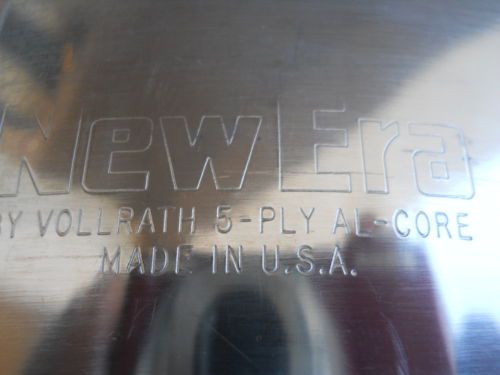 New Era
BY VOLLRATH 5-PLY AL-CORE
MADE IN U.S.A.